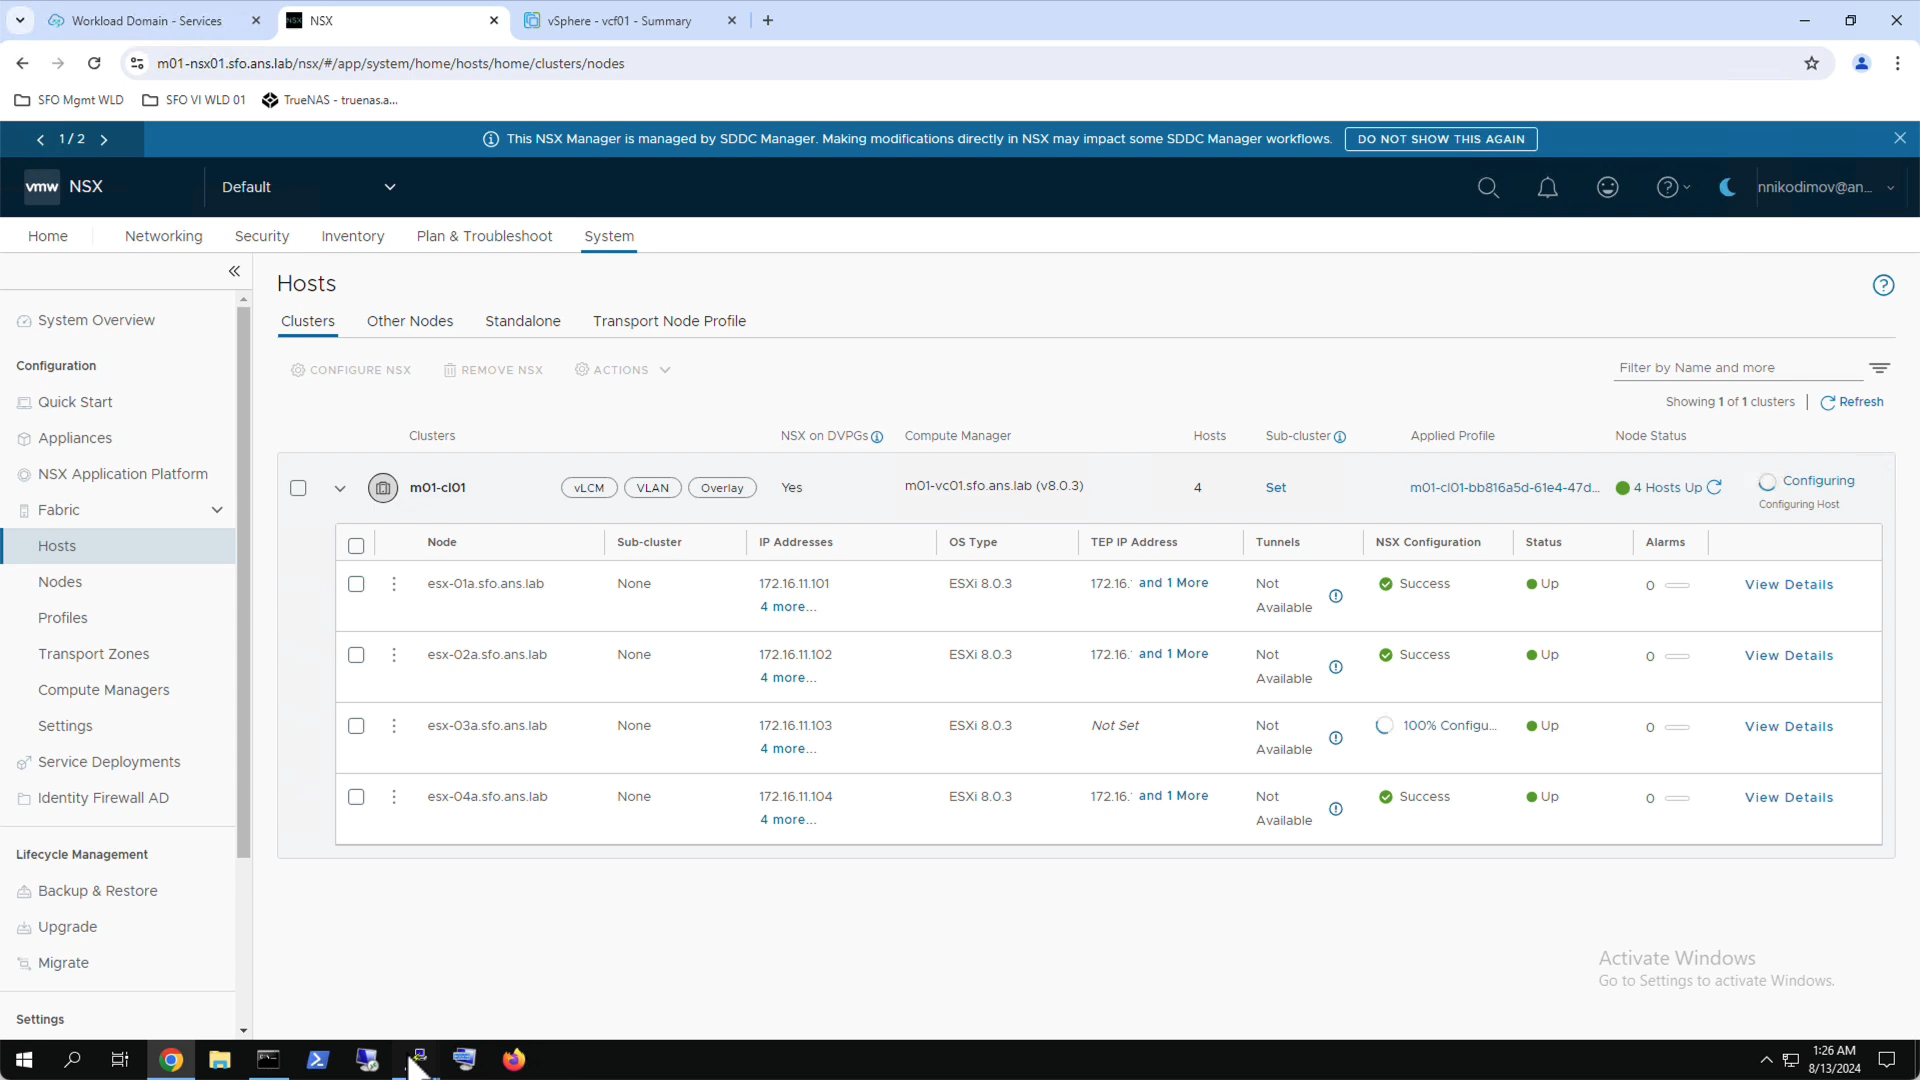 Workload Domain - Services
NSX
vSphere - vcf01 - Summary
m01-nsx01.sfo.ans.lab/nsx/#/app/system/home/hosts/home/clusters/nodes
SFO Mgmt WLD
SFO VI WLD 01
TrueNAS - truenas.a...
1 / 2
This NSX Manager is managed by SDDC Manager. Making modifications directly in NSX may impact some SDDC Manager workflows.
DO NOT SHOW THIS AGAIN
vmw NSX
Default
nnikodimov@an...
Home
Networking
Security
Inventory
Plan & Troubleshoot
System
System Overview
Configuration
Quick Start
Appliances
NSX Application Platform
Fabric
Hosts
Nodes
Profiles
Transport Zones
Compute Managers
Settings
Service Deployments
Identity Firewall AD
Lifecycle Management
Backup & Restore
Upgrade
Migrate
Settings
Hosts
Clusters
Other Nodes
Standalone
Transport Node Profile
CONFIGURE NSX
REMOVE NSX
ACTIONS
Filter by Name and more
Showing 1 of 1 clusters
Refresh
Clusters NSX on DVPGs Compute Manager Hosts Sub-cluster Applied Profile Node Status
m01-cl01 vLCM VLAN Overlay Yes m01-vc01.sfo.ans.lab (v8.0.3) 4 Set m01-cl01-bb816a5d-61e4-47d... 4 Hosts Up Configuring
Configuring Host
Node Sub-cluster IP Addresses OS Type TEP IP Address Tunnels NSX Configuration Status Alarms
esx-01a.sfo.ans.lab None 172.16.11.101 ESXi 8.0.3 172.16. and 1 More Not Success Up 0 View Details
4 more... Available
esx-02a.sfo.ans.lab None 172.16.11.102 ESXi 8.0.3 172.16. and 1 More Not Success Up 0 View Details
4 more... Available
esx-03a.sfo.ans.lab None 172.16.11.103 ESXi 8.0.3 Not Set Not 100% Configu... Up 0 View Details
4 more... Available
esx-04a.sfo.ans.lab None 172.16.11.104 ESXi 8.0.3 172.16. and 1 More Not Success Up 0 View Details
4 more... Available
Activate Windows
Go to Settings to activate Windows.
1:26 AM
8/13/2024